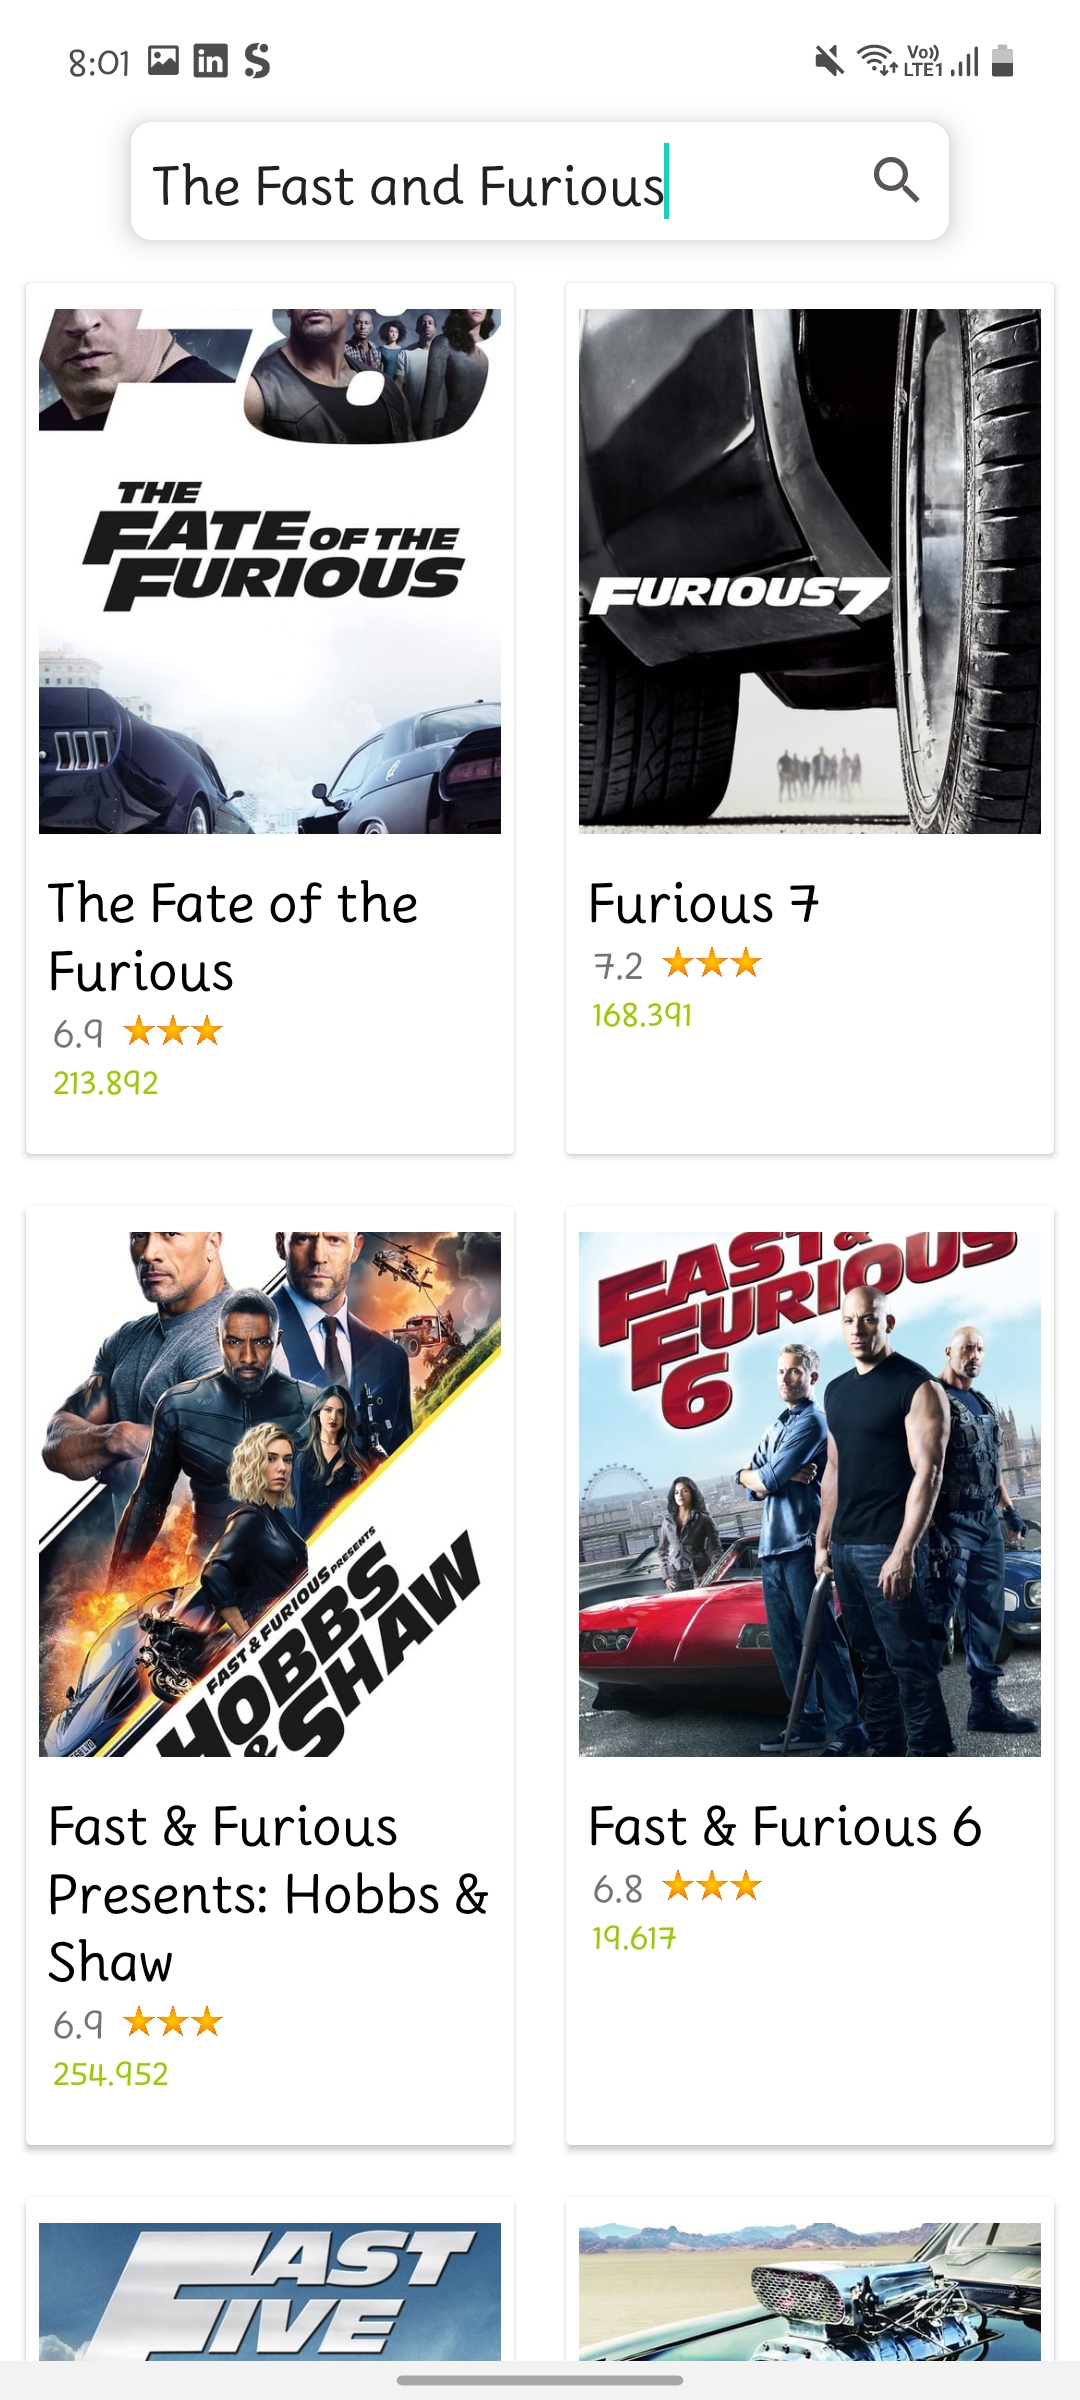 8:01
Vo))
LTE1
The Fast and Furious
F8
THE
FATE OF THE
FURIOUS
The Fate of the
Furious
6.9
213.892
FURIOUS 7
Furious 7
7.2
168.391
FAST & FURIOUS PRESENTS
HOBBS
& SHAW
Fast & Furious
Presents: Hobbs &
Shaw
6.9
254.952
FAST &
FURIOUS
6
Fast & Furious 6
6.8
19.617
FAST
FIVE